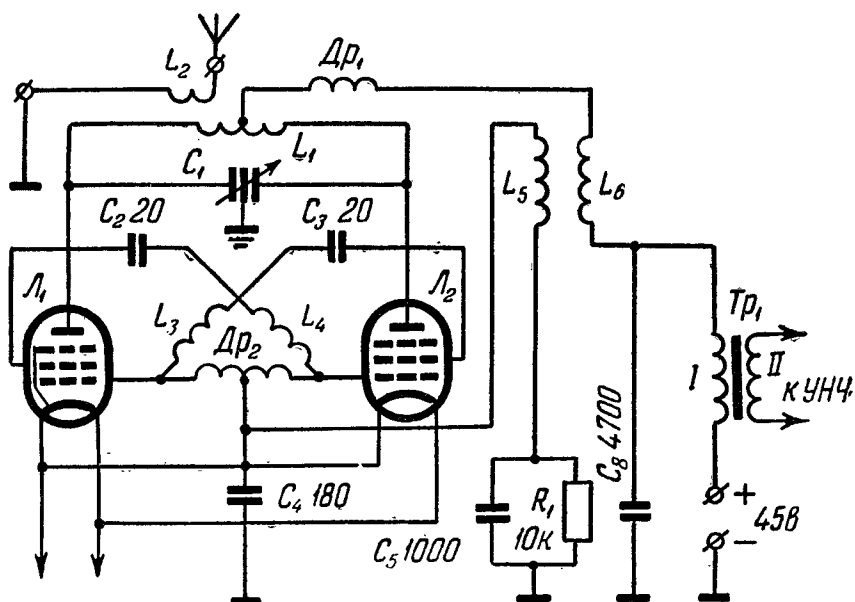 L₂
Др₁
C₁
L₁
L₅
L₆
C₂ 20
C₃ 20
Л₁
Л₂
L₃
L₄
Др₂
Тр₁
I
II
К УНЧ
C₄ 180
C₅ 1000
R₁
10к
C₈ 4700
+
45в
−